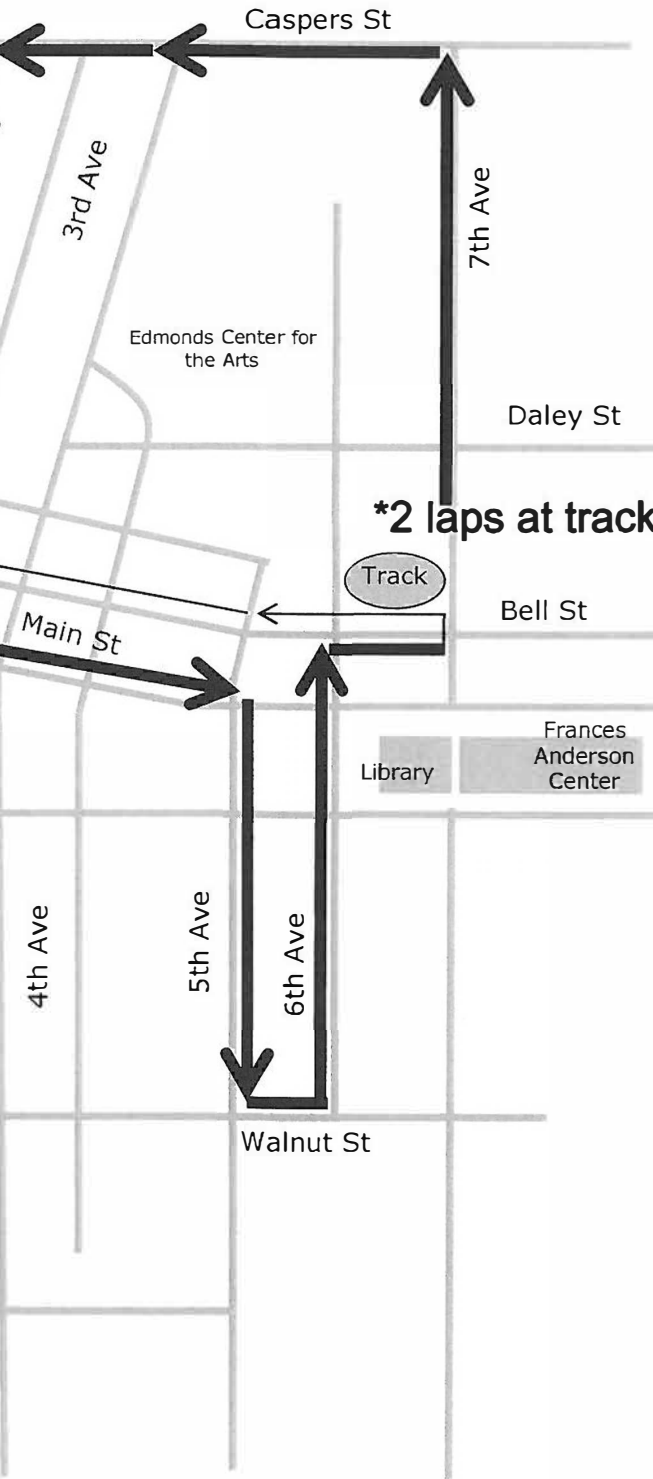 Caspers St
3rd Ave
7th Ave
Edmonds Center for
the Arts
Daley St
*2 laps at track
Track
Bell St
Main St
Frances
Anderson
Center
Library
4th Ave
5th Ave
6th Ave
Walnut St